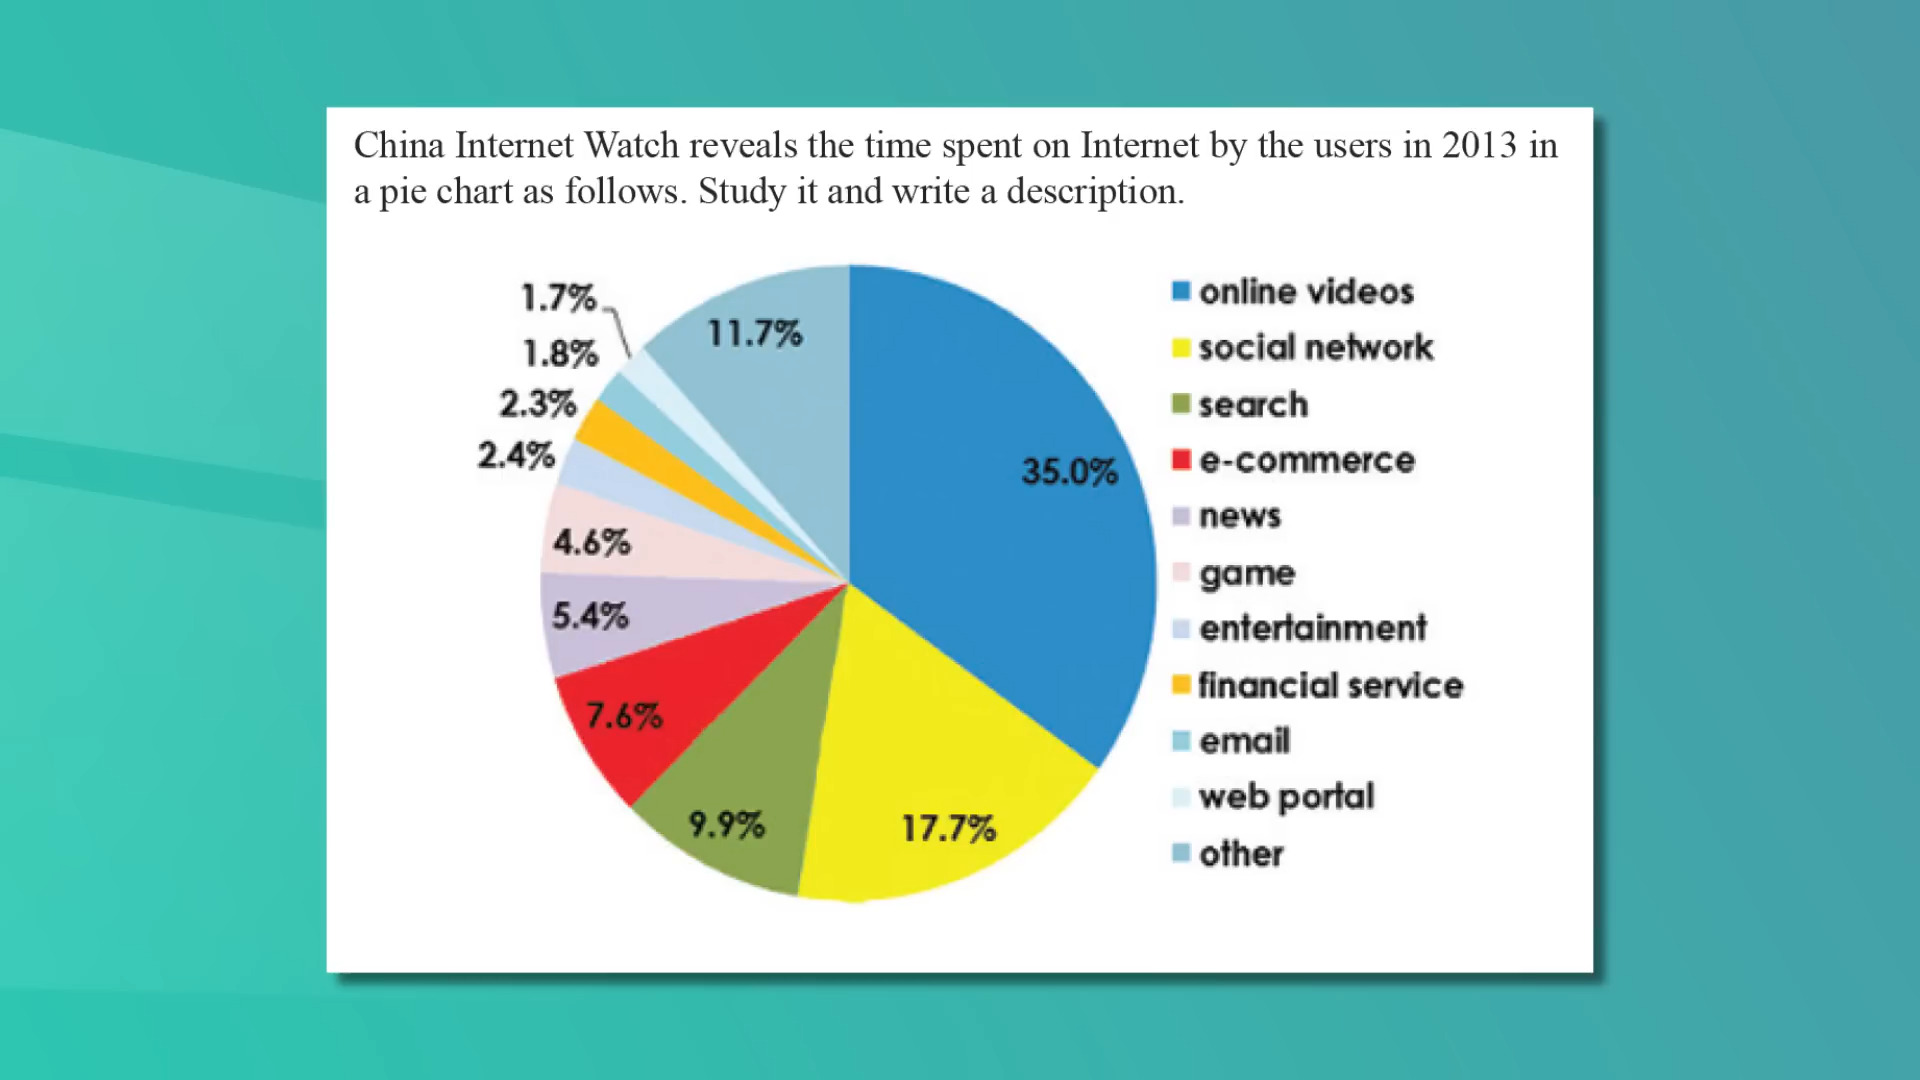 China Internet Watch reveals the time spent on Internet by the users in 2013 in
a pie chart as follows. Study it and write a description.
1.7%
1.8%
2.3%
2.4%
4.6%
5.4%
7.6%
9.9%
17.7%
35.0%
11.7%
online videos
social network
search
e-commerce
news
game
entertainment
financial service
email
web portal
other